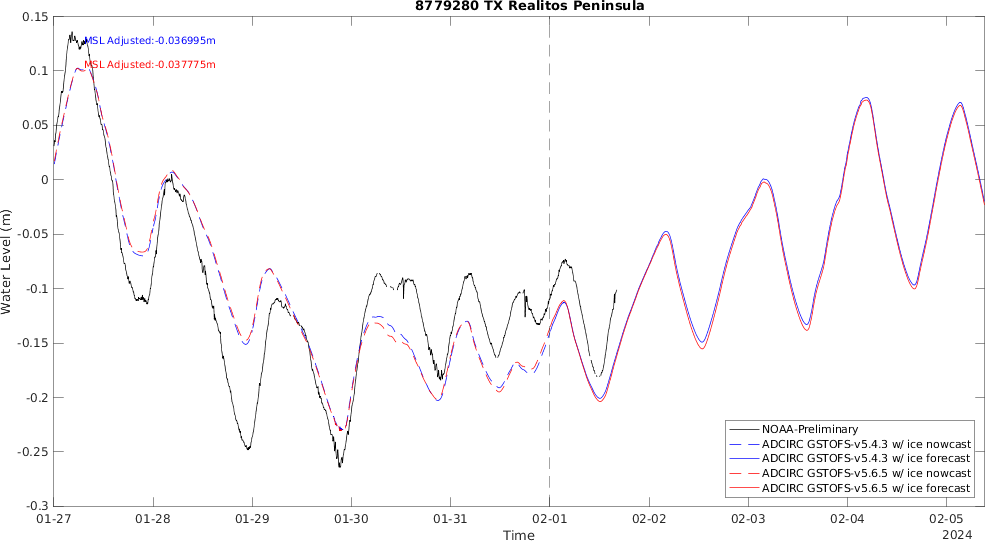 8779280 TX Realitos Peninsula
MSL Adjusted:-0.036995m
MSL Adjusted:-0.037775m
Water Level (m)
0.15
0.1
0.05
0
-0.05
-0.1
-0.15
-0.2
-0.25
-0.3
NOAA-Preliminary
ADCIRC GSTOFS-v5.4.3 w/ ice nowcast
ADCIRC GSTOFS-v5.4.3 w/ ice forecast
ADCIRC GSTOFS-v5.6.5 w/ ice nowcast
ADCIRC GSTOFS-v5.6.5 w/ ice forecast
01-27 01-28 01-29 01-30 01-31 02-01 02-02 02-03 02-04 02-05
Time
2024